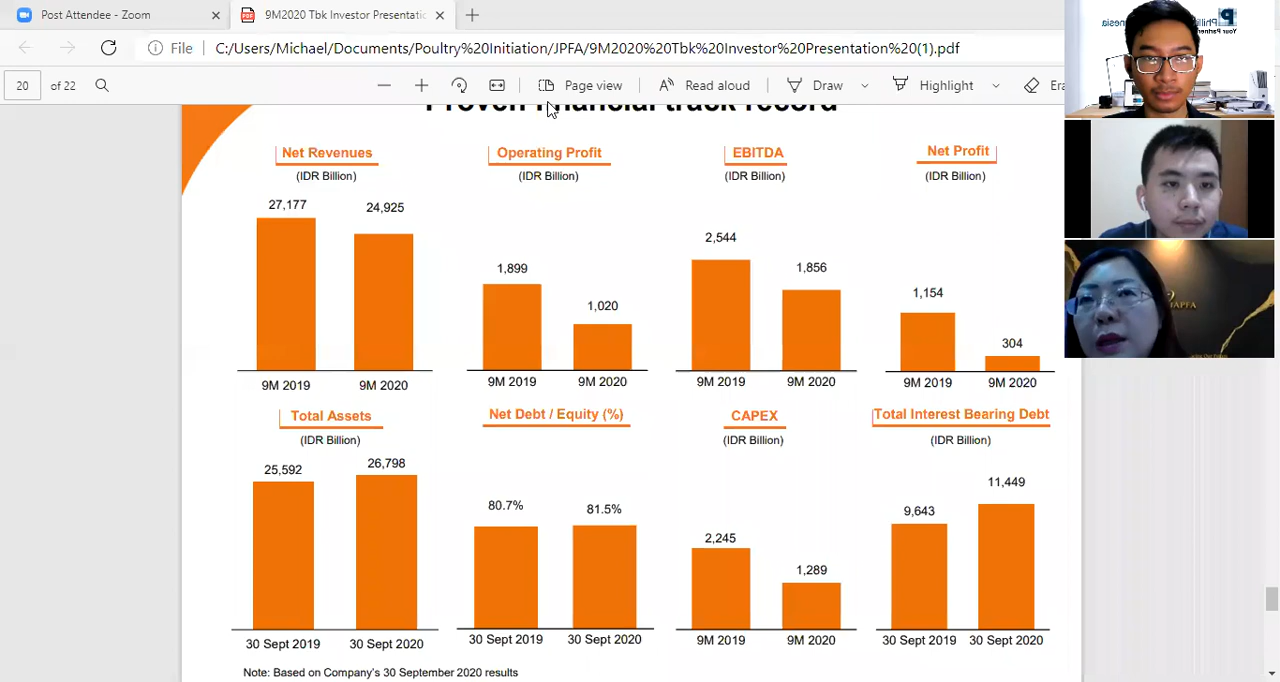 Post Attendee - Zoom
9M2020 Tbk Investor Presentatio
File
C:/Users/Michael/Documents/Poultry%20Initiation/JPFA/9M2020%20Tbk%20Investor%20Presentation%20(1).pdf
20 of 22
Page view
Read aloud
Draw
Highlight
Era
Proven financial track record
Net Revenues
(IDR Billion)
27,177
24,925
9M 2019
9M 2020
Operating Profit
(IDR Billion)
1,899
1,020
9M 2019
9M 2020
EBITDA
(IDR Billion)
2,544
1,856
9M 2019
9M 2020
Net Profit
(IDR Billion)
1,154
304
9M 2019
9M 2020
Total Assets
(IDR Billion)
25,592
26,798
30 Sept 2019
30 Sept 2020
Net Debt / Equity (%)
80.7%
81.5%
30 Sept 2019
30 Sept 2020
CAPEX
(IDR Billion)
2,245
1,289
9M 2019
9M 2020
Total Interest Bearing Debt
(IDR Billion)
9,643
11,449
30 Sept 2019
30 Sept 2020
Note: Based on Company's 30 September 2020 results